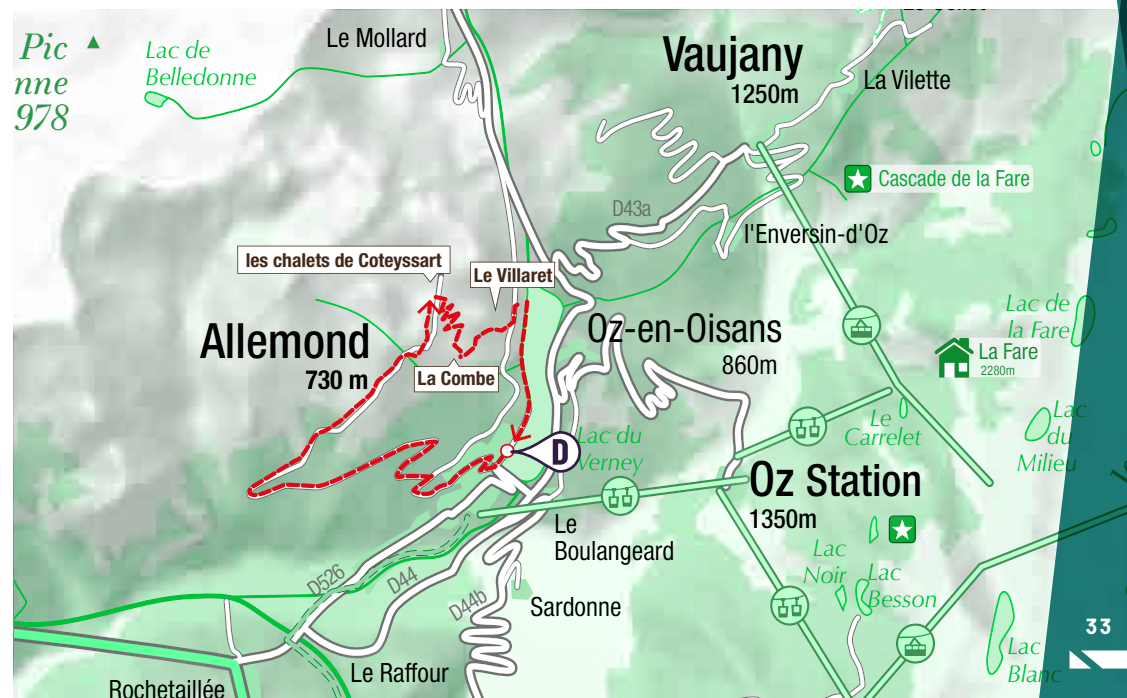 Pic
nne
978
Lac de
Belledonne
Le Mollard
Vaujany
1250m
La Vilette
Cascade de la Fare
D43a
l'Enversin-d'Oz
les chalets de Coteyssart
Le Villaret
Allemond
730 m
La Combe
Oz-en-Oisans
860m
Lac de
la Fare
La Fare
2280m
Le
Carrelet
Lac
du
Milieu
D
Lac du
Verney
Oz Station
1350m
Le
Boulangeard
Lac
Noir
Lac
Besson
D526
D44
D44b
Sardonne
33
Lac
Blanc
Le Raffour
Rochetaillée